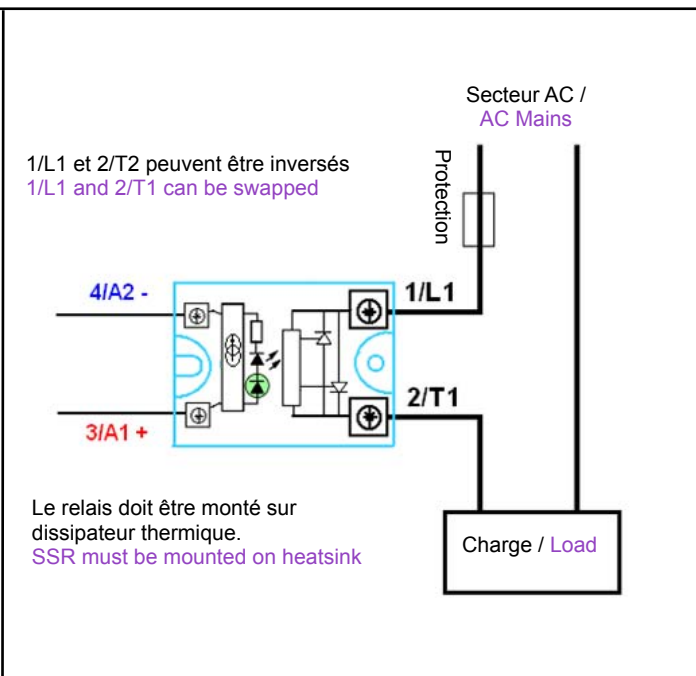 Secteur AC /
AC Mains
1/L1 et 2/T2 peuvent être inversés
1/L1 and 2/T1 can be swapped
Protection
4/A2 -
1/L1
3/A1 +
2/T1
Le relais doit être monté sur
dissipateur thermique.
SSR must be mounted on heatsink
Charge / Load